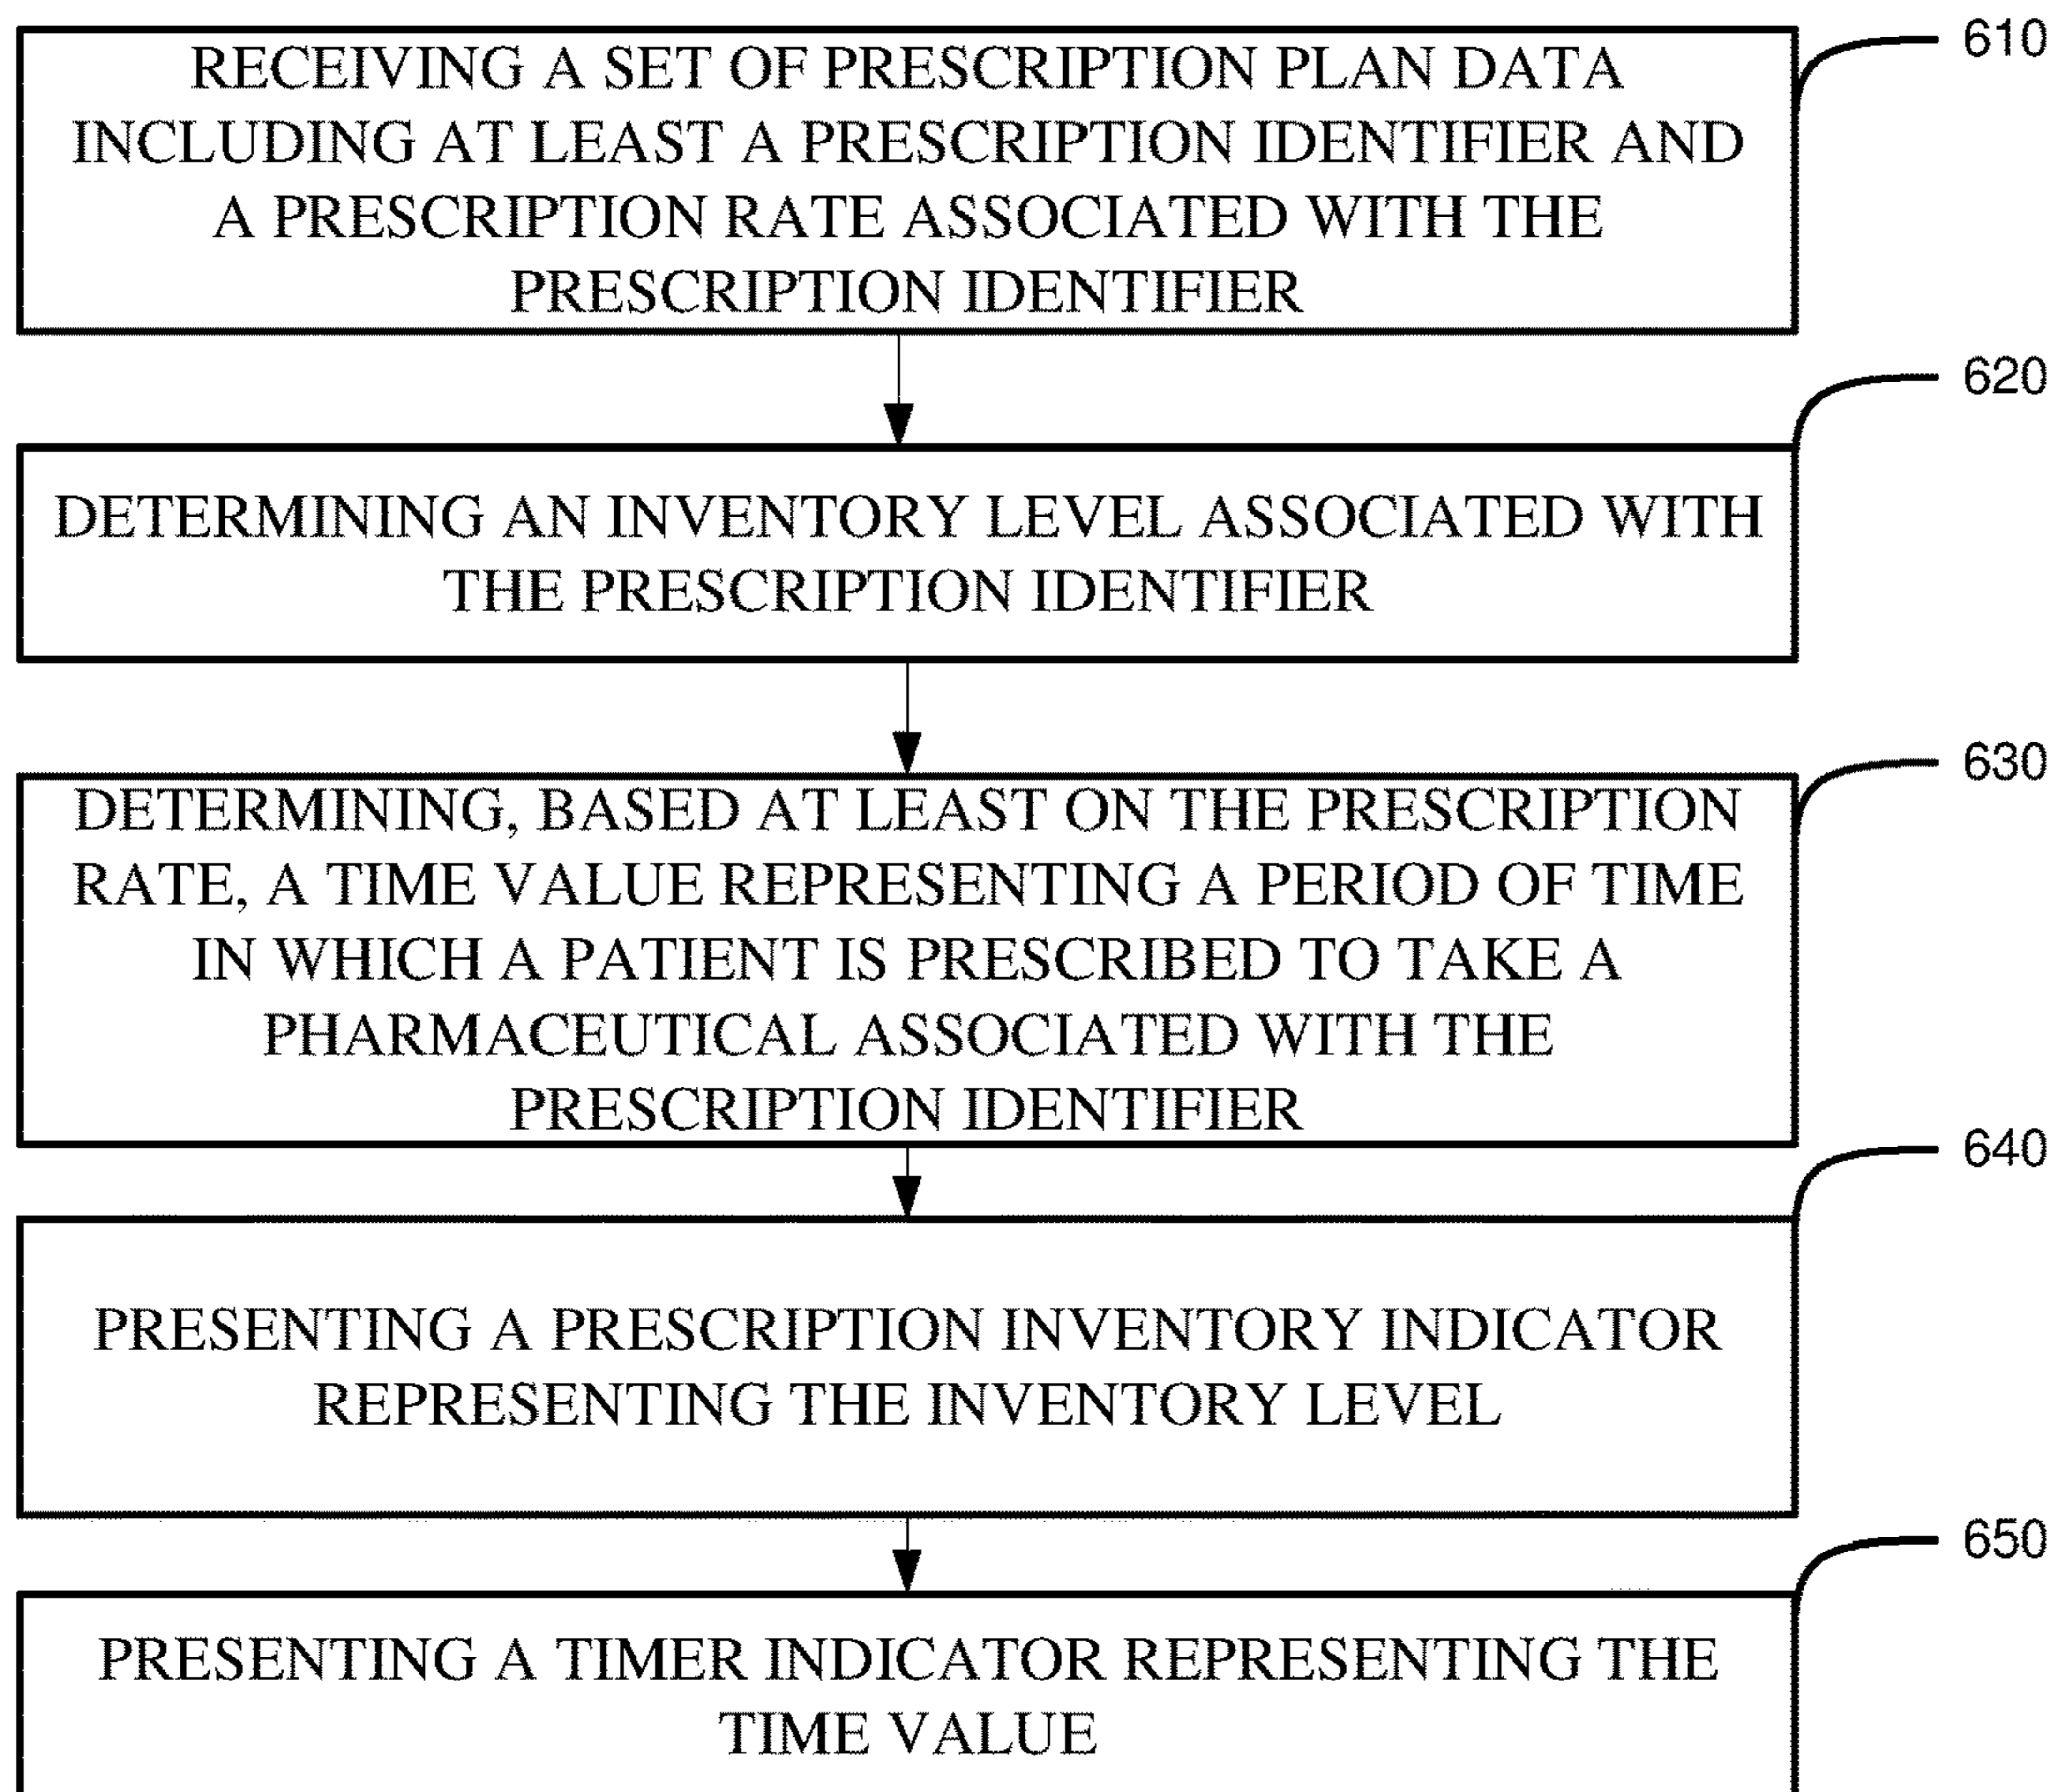 610
RECEIVING A SET OF PRESCRIPTION PLAN DATA
INCLUDING AT LEAST A PRESCRIPTION IDENTIFIER AND
A PRESCRIPTION RATE ASSOCIATED WITH THE
PRESCRIPTION IDENTIFIER
620
DETERMINING AN INVENTORY LEVEL ASSOCIATED WITH
THE PRESCRIPTION IDENTIFIER
630
DETERMINING, BASED AT LEAST ON THE PRESCRIPTION
RATE, A TIME VALUE REPRESENTING A PERIOD OF TIME
IN WHICH A PATIENT IS PRESCRIBED TO TAKE A
PHARMACEUTICAL ASSOCIATED WITH THE
PRESCRIPTION IDENTIFIER
640
PRESENTING A PRESCRIPTION INVENTORY INDICATOR
REPRESENTING THE INVENTORY LEVEL
650
PRESENTING A TIMER INDICATOR REPRESENTING THE
TIME VALUE